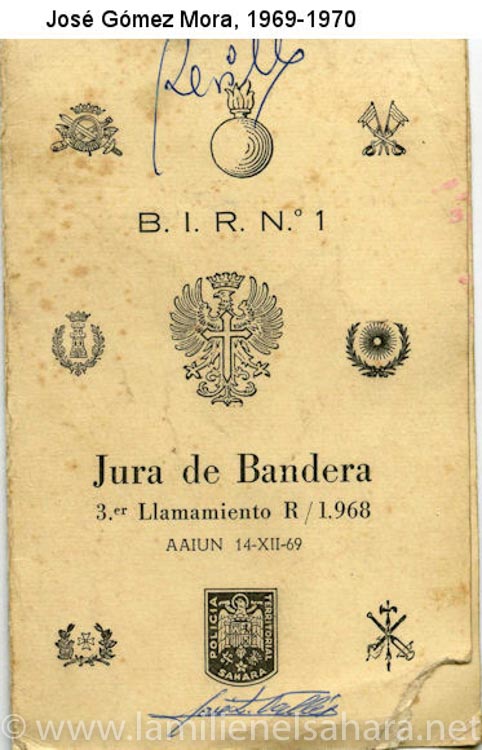 José Gómez Mora, 1969-1970
B. I. R. N.º 1
Jura de Bandera
3.er Llamamiento R / 1.968
AAIUN 14-XII-69
POLICIA TERRITORIAL
SAHARA
© www.lamilienelsahara.net